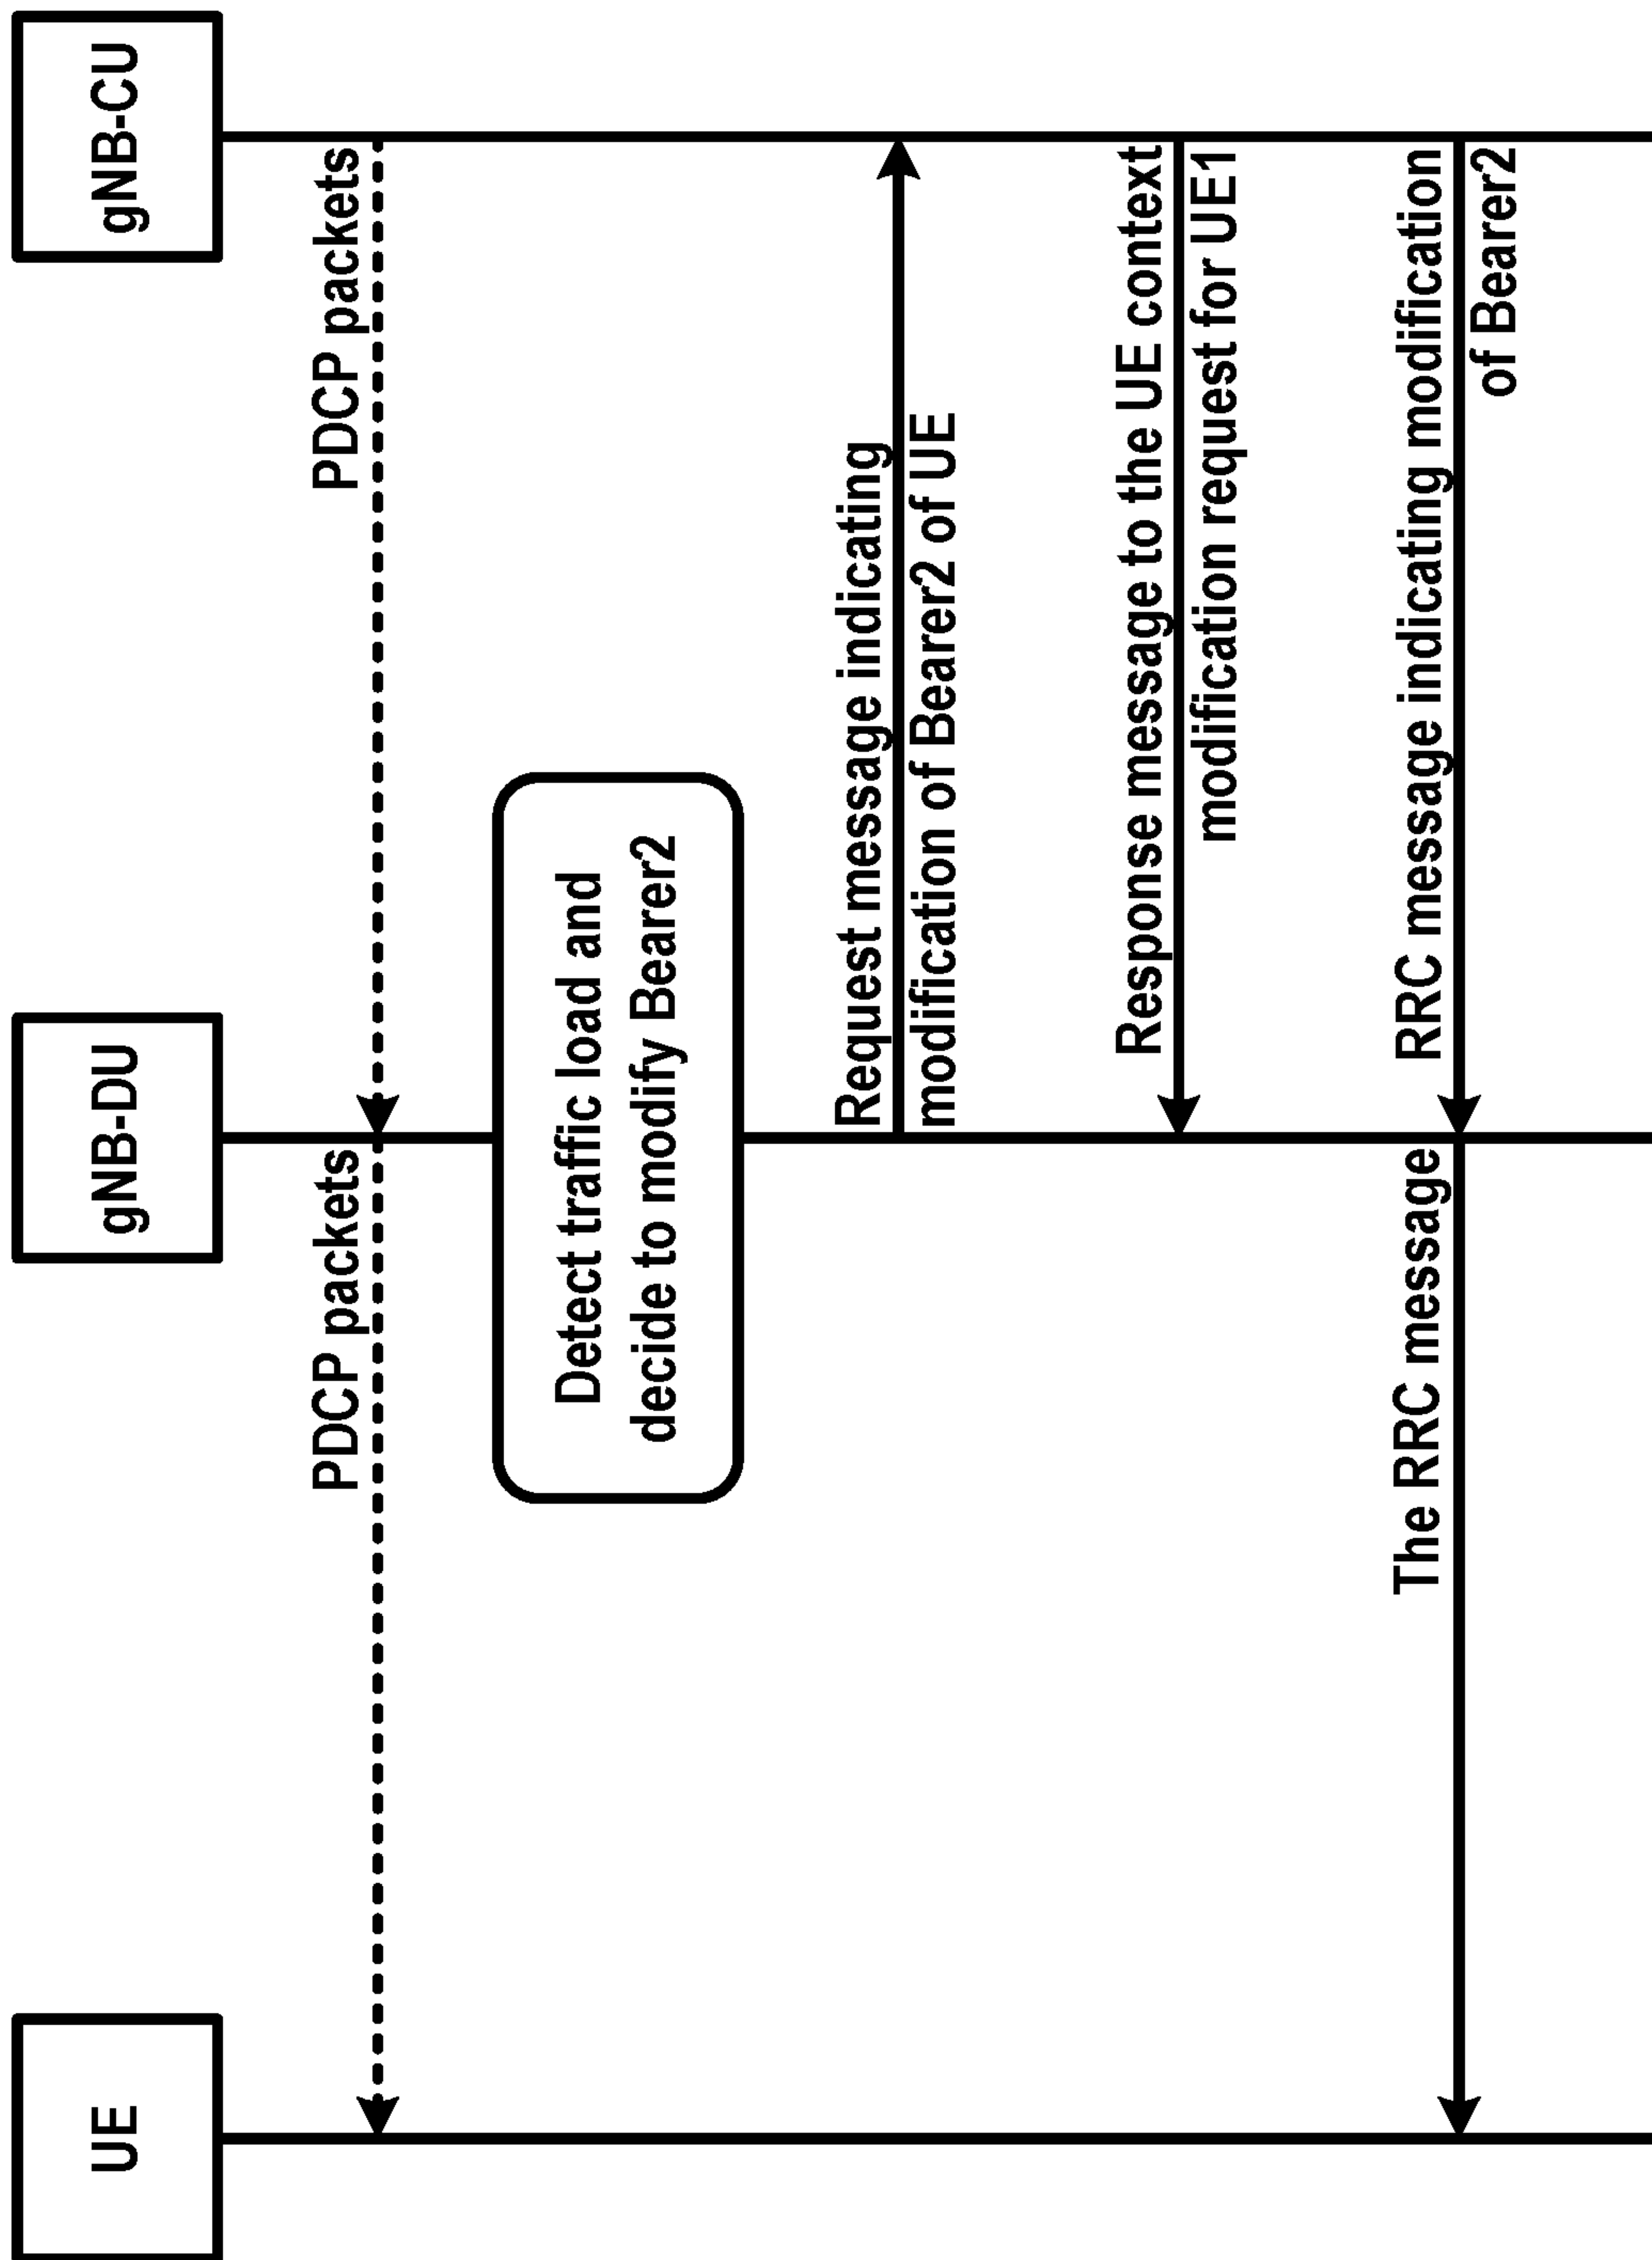 UE
gNB-DU
gNB-CU
PDCP packets
PDCP packets
Detect traffic load and
decide to modify Bearer2
Request message indicating
modification of Bearer2 of UE
Response message to the UE context
modification request for UE1
The RRC message
RRC message indicating modification
of Bearer2